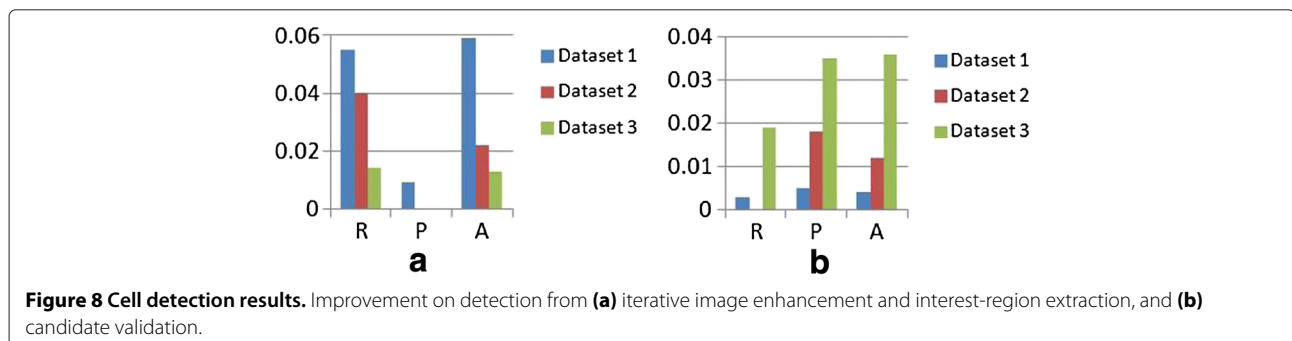 0.06
0.04
0.02
0
R P A
Dataset 1
Dataset 2
Dataset 3
a
0.04
0.03
0.02
0.01
0
R P A
Dataset 1
Dataset 2
Dataset 3
b
Figure 8 Cell detection results. Improvement on detection from (a) iterative image enhancement and interest-region extraction, and (b)
candidate validation.